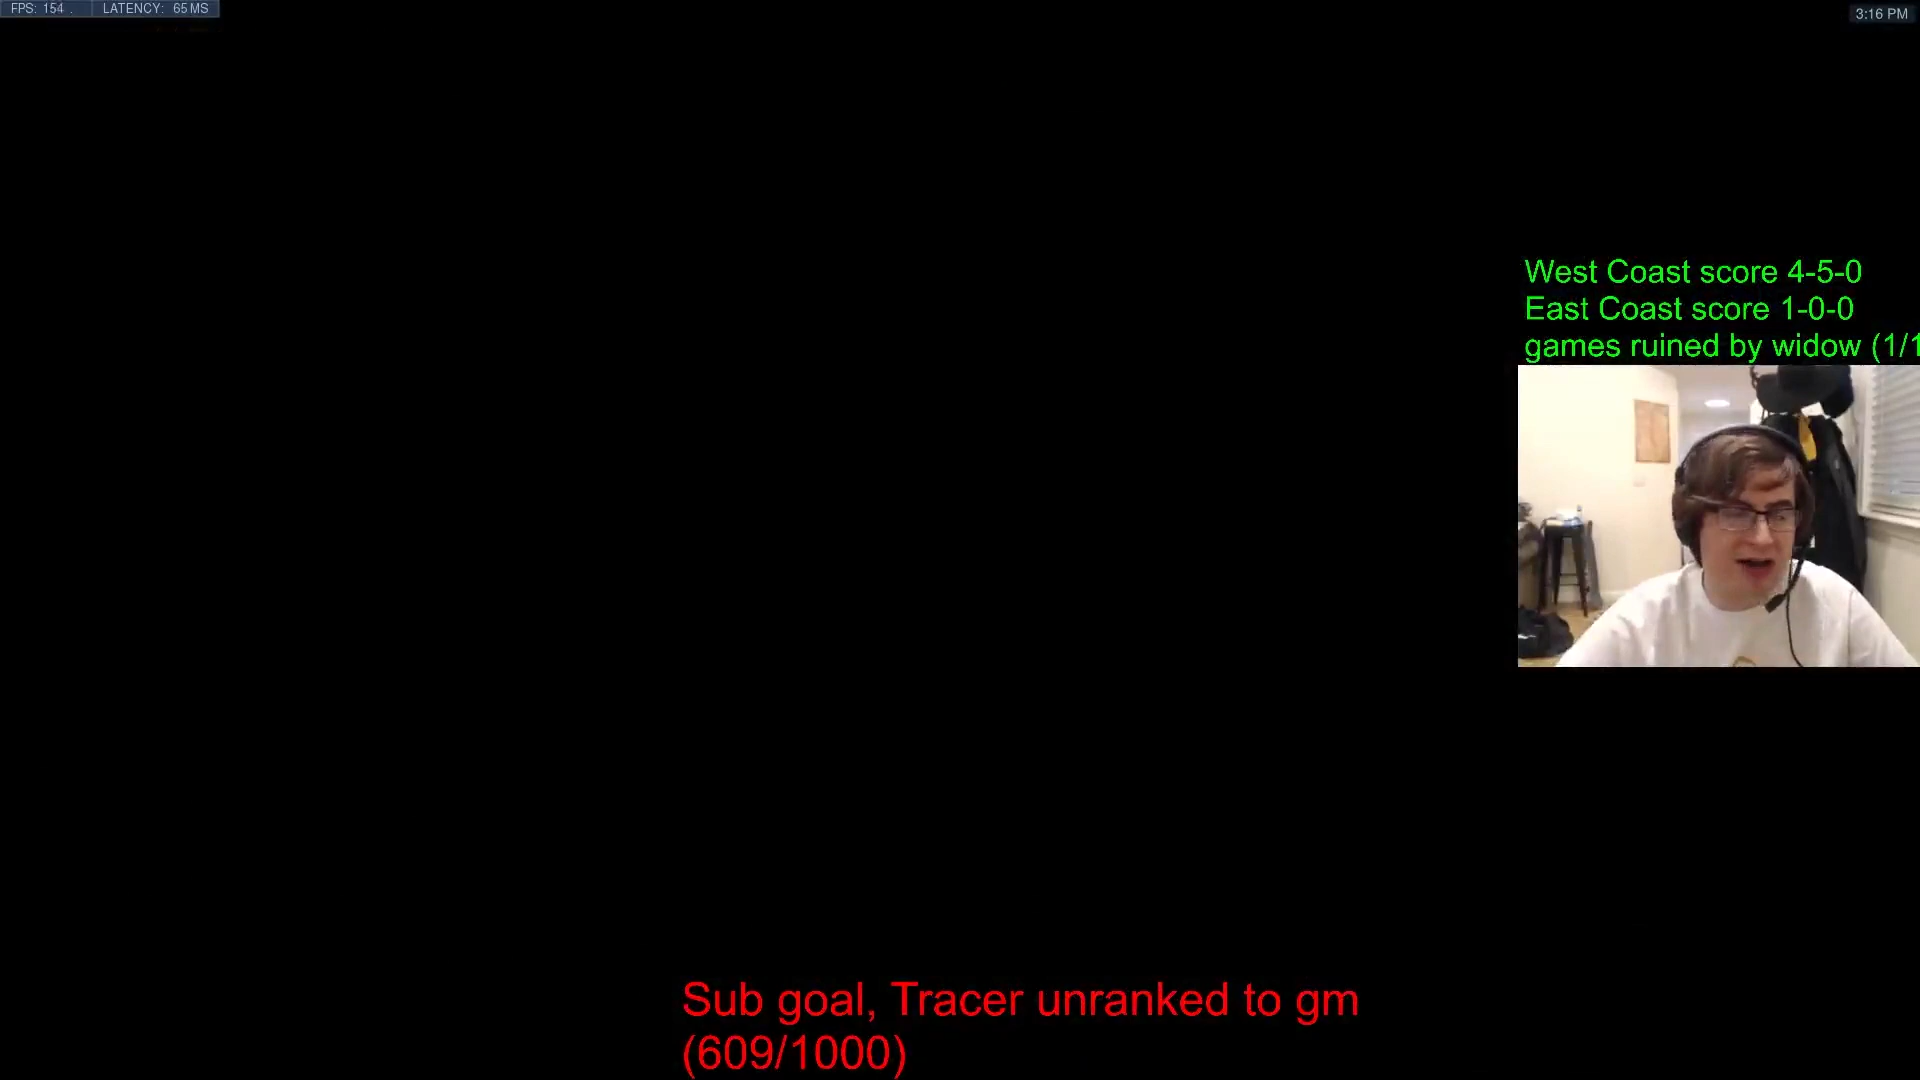 FPS: 154 . LATENCY: 65 MS
3:16 PM
West Coast score 4-5-0
East Coast score 1-0-0
games ruined by widow (1/1
Sub goal, Tracer unranked to gm
(609/1000)